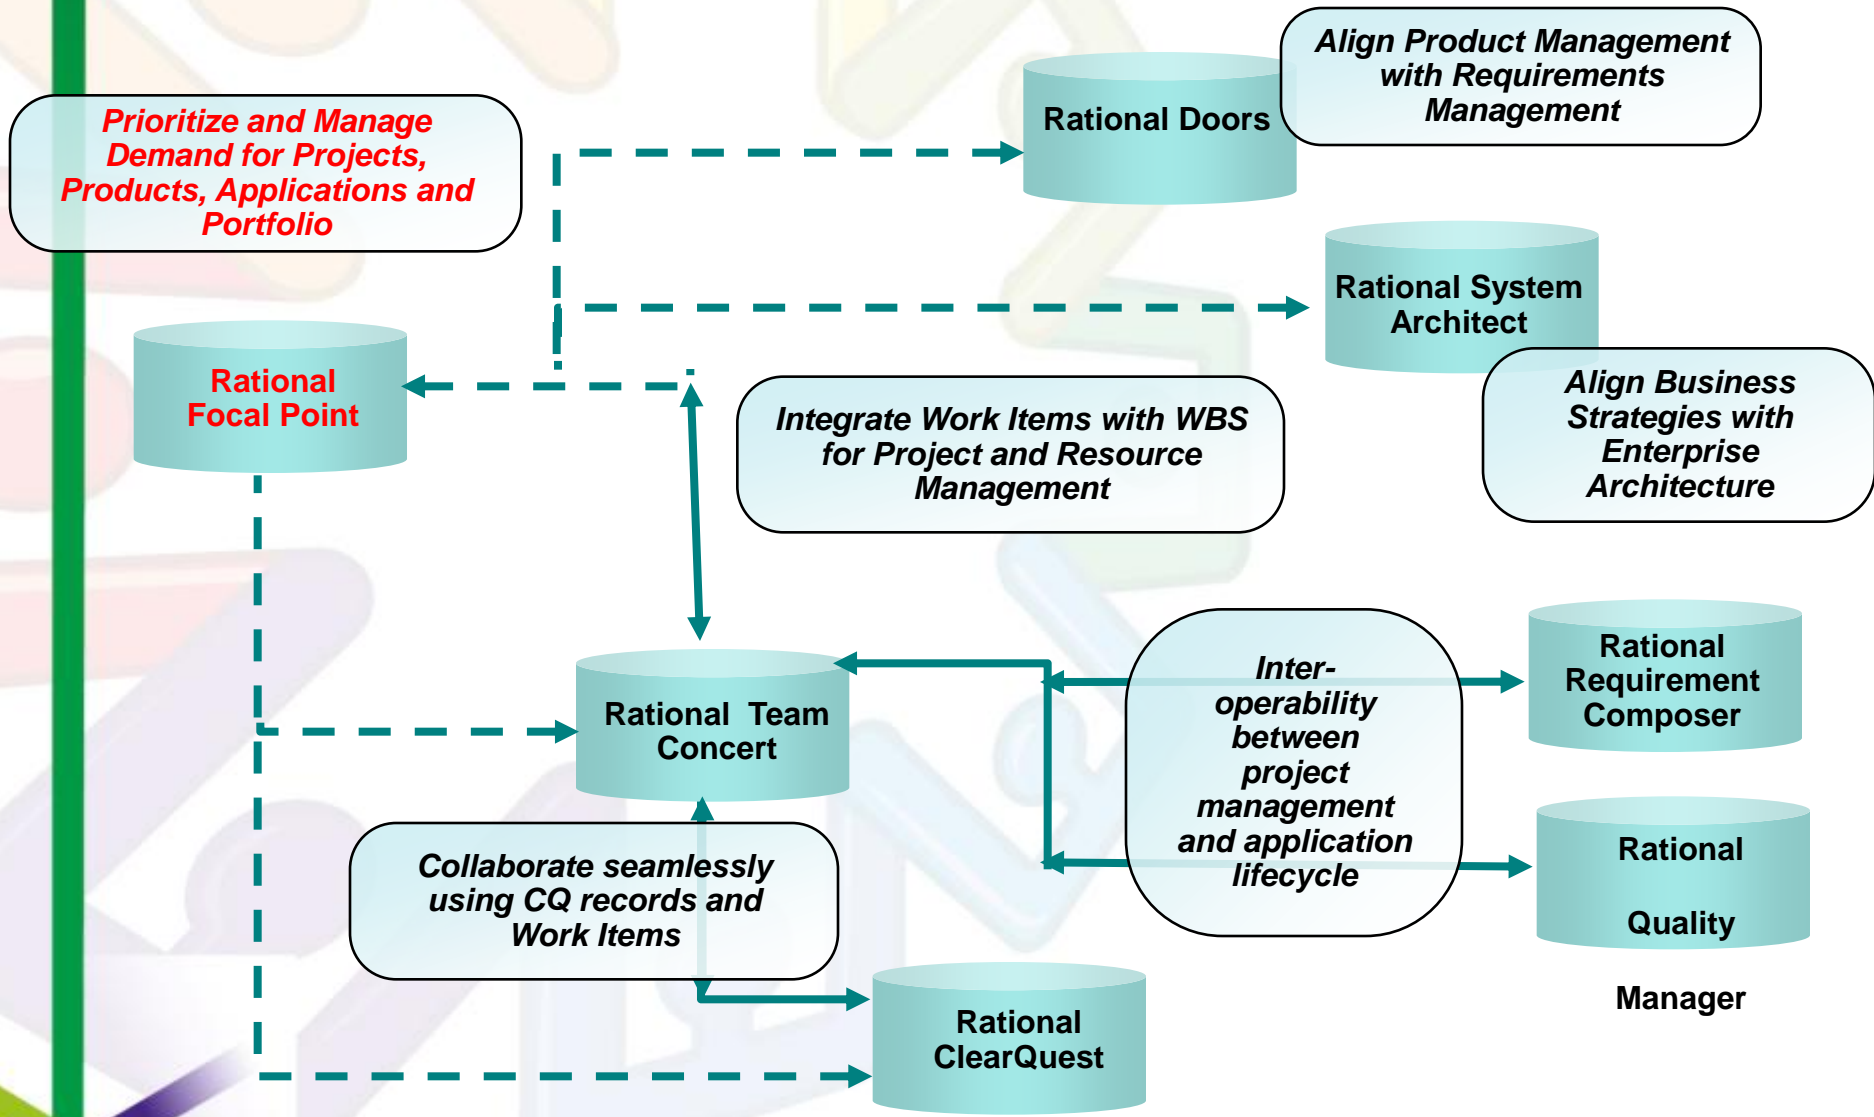 Prioritize and Manage
Demand for Projects,
Products, Applications and
Portfolio
Rational Doors
Align Product Management
with Requirements
Management
Rational System
Architect
Align Business
Strategies with
Enterprise
Architecture
Rational
Focal Point
Integrate Work Items with WBS
for Project and Resource
Management
Rational Team
Concert
Inter-
operability
between
project
management
and application
lifecycle
Rational
Requirement
Composer
Rational
Quality
Manager
Collaborate seamlessly
using CQ records and
Work Items
Rational
ClearQuest